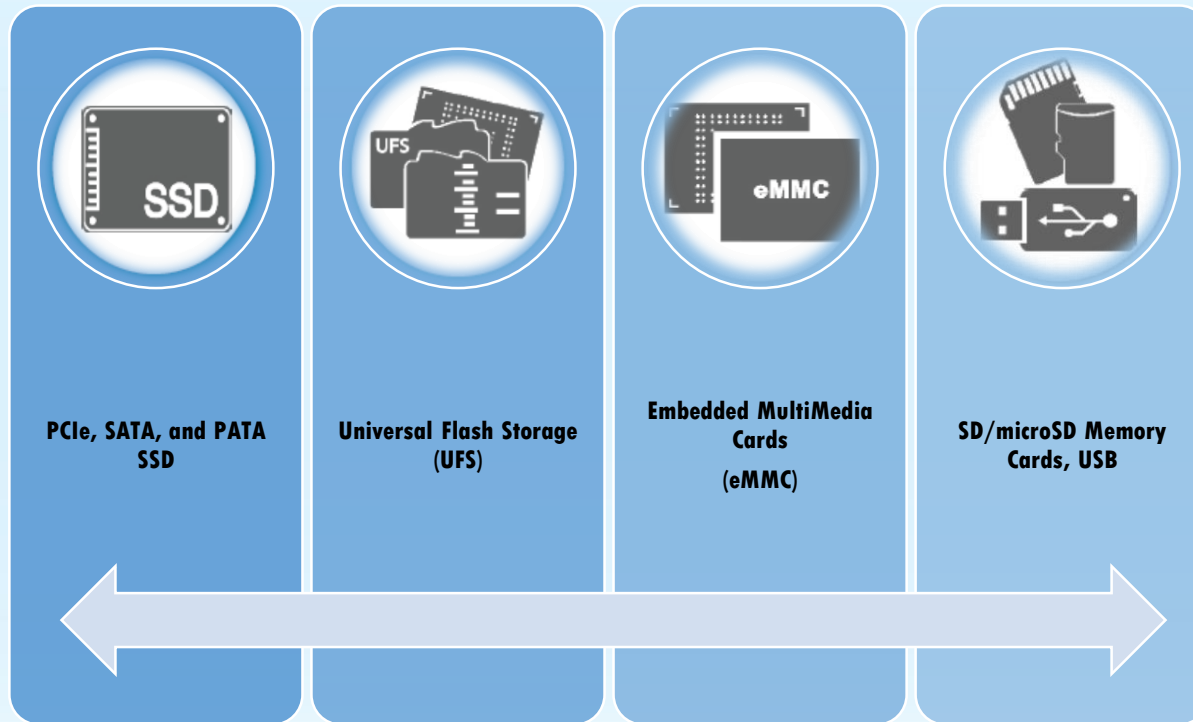 SSD
UFS
eMMC
PCIe, SATA, and PATA
SSD
Universal Flash Storage
(UFS)
Embedded MultiMedia
Cards
(eMMC)
SD/microSD Memory
Cards, USB